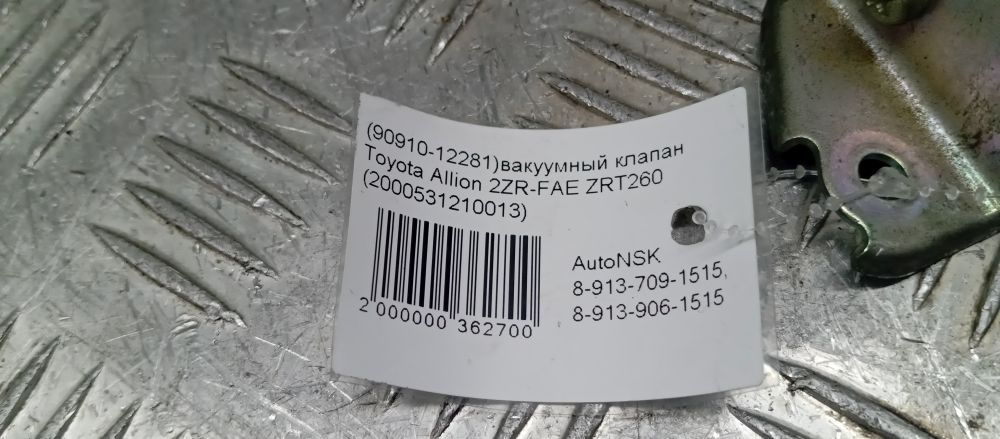 (90910-12281)вакуумный клапан
Toyota Allion 2ZR-FAE ZRT260
(2000531210013)
2 000000 362700
AutoNSK
8-913-709-1515,
8-913-906-1515